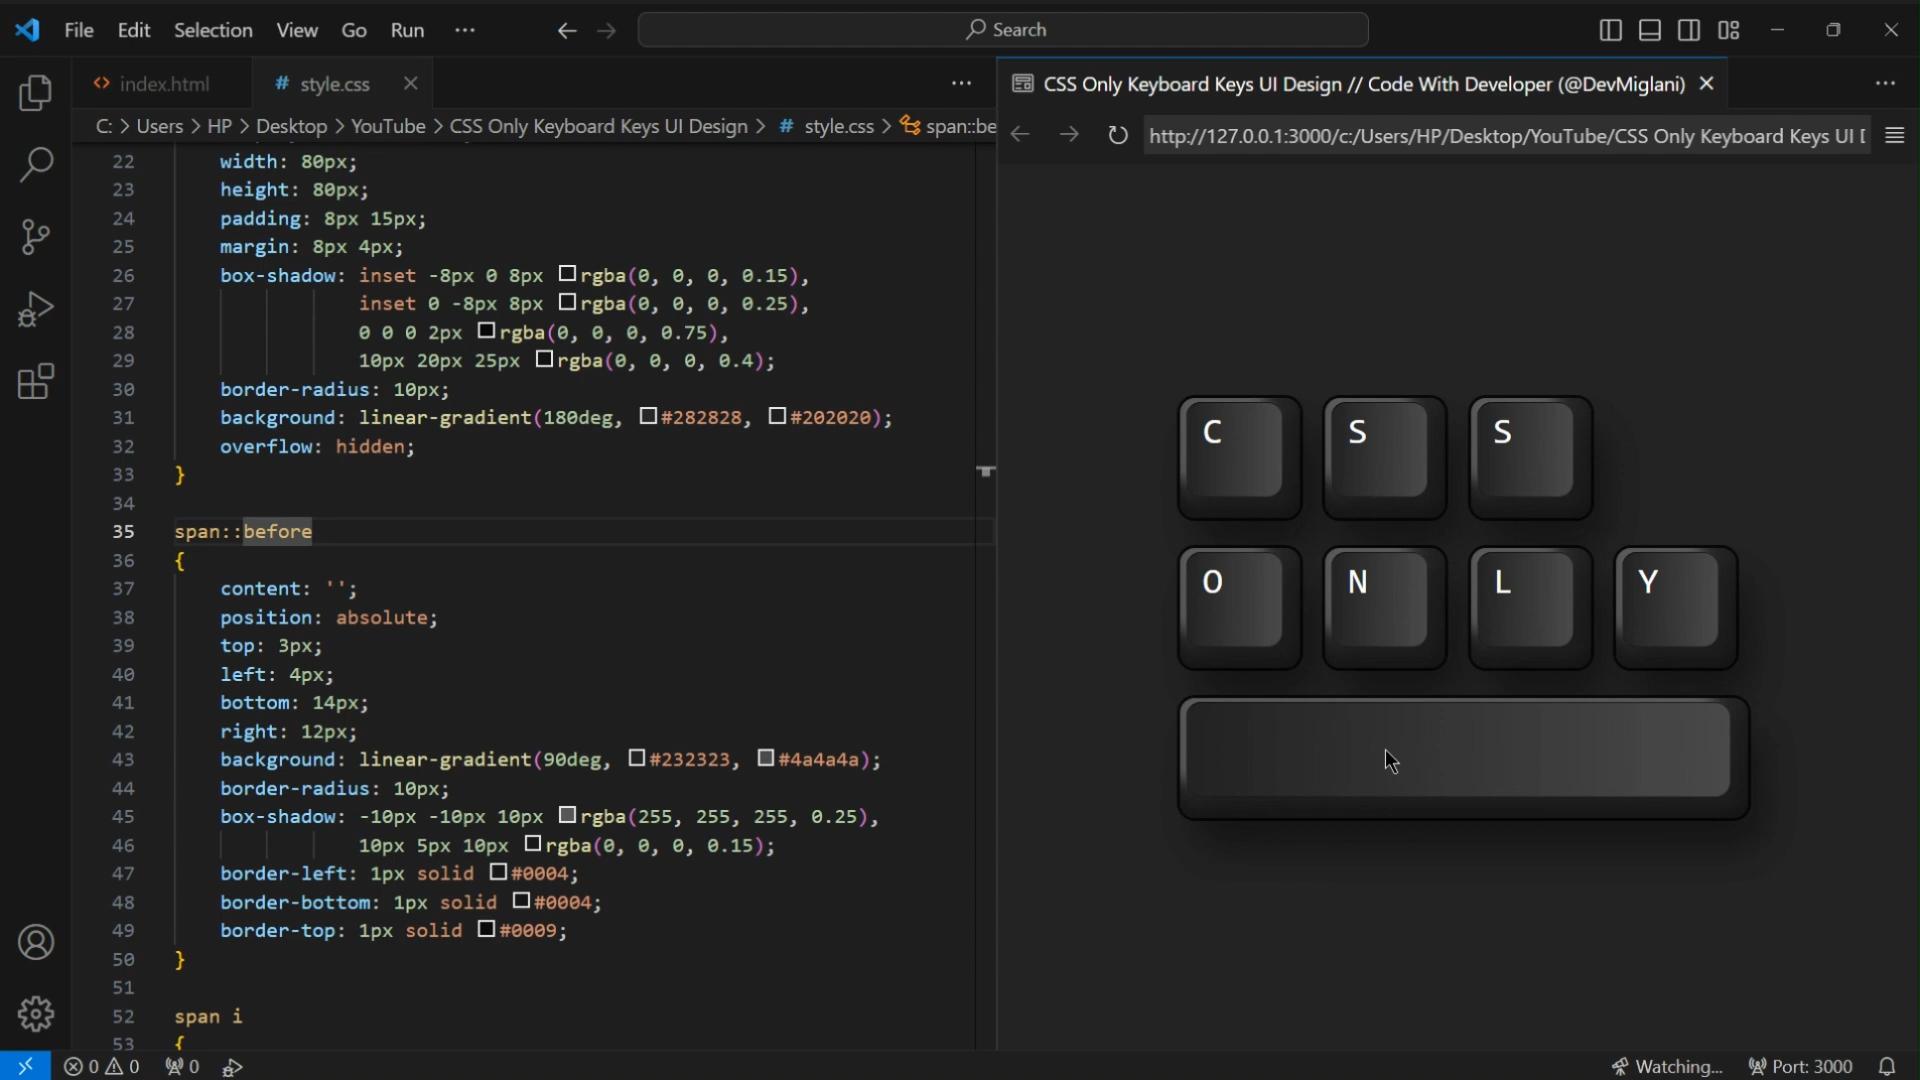 File Edit Selection View Go Run ··· Search
index.html # style.css
C: > Users > HP > Desktop > YouTube > CSS Only Keyboard Keys UI Design > # style.css > span::be
22 width: 80px;
23 height: 80px;
24 padding: 8px 15px;
25 margin: 8px 4px;
26 box-shadow: inset -8px 0 8px rgba(0, 0, 0, 0.15),
27 inset 0 -8px 8px rgba(0, 0, 0, 0.25),
28 0 0 0 2px rgba(0, 0, 0, 0.75),
29 10px 20px 25px rgba(0, 0, 0, 0.4);
30 border-radius: 10px;
31 background: linear-gradient(180deg, #282828, #202020);
32 overflow: hidden;
33 }
34
35 span::before
36 {
37 content: '';
38 position: absolute;
39 top: 3px;
40 left: 4px;
41 bottom: 14px;
42 right: 12px;
43 background: linear-gradient(90deg, #232323, #4a4a4a);
44 border-radius: 10px;
45 box-shadow: -10px -10px 10px rgba(255, 255, 255, 0.25),
46 10px 5px 10px rgba(0, 0, 0, 0.15);
47 border-left: 1px solid #0004;
48 border-bottom: 1px solid #0004;
49 border-top: 1px solid #0009;
50 }
51
52 span i
53 {
CSS Only Keyboard Keys UI Design // Code With Developer (@DevMiglani)
http://127.0.0.1:3000/c:/Users/HP/Desktop/YouTube/CSS Only Keyboard Keys UI D
C S S
O N L Y
0 0 0 Watching... Port: 3000